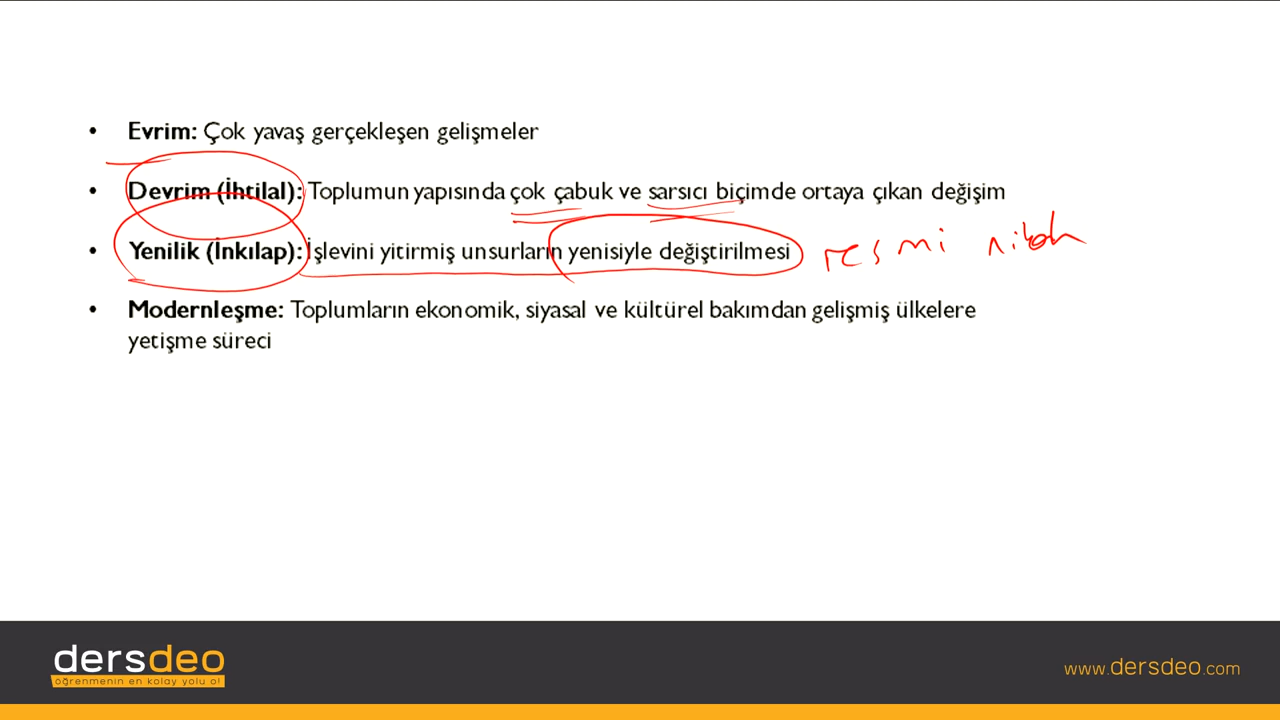 • Evrim: Çok yavaş gerçekleşen gelişmeler
• Devrim (İhtilal): Toplumun yapısında çok çabuk ve sarsıcı biçimde ortaya çıkan değişim
• Yenilik (İnkılap): İşlevini yitirmiş unsurların yenisiyle değiştirilmesi resmi nikah
• Modernleşme: Toplumların ekonomik, siyasal ve kültürel bakımdan gelişmiş ülkelere
yetişme süreci
dersdeo
öğrenmenin en kolay yolu o!
www.dersdeo.com